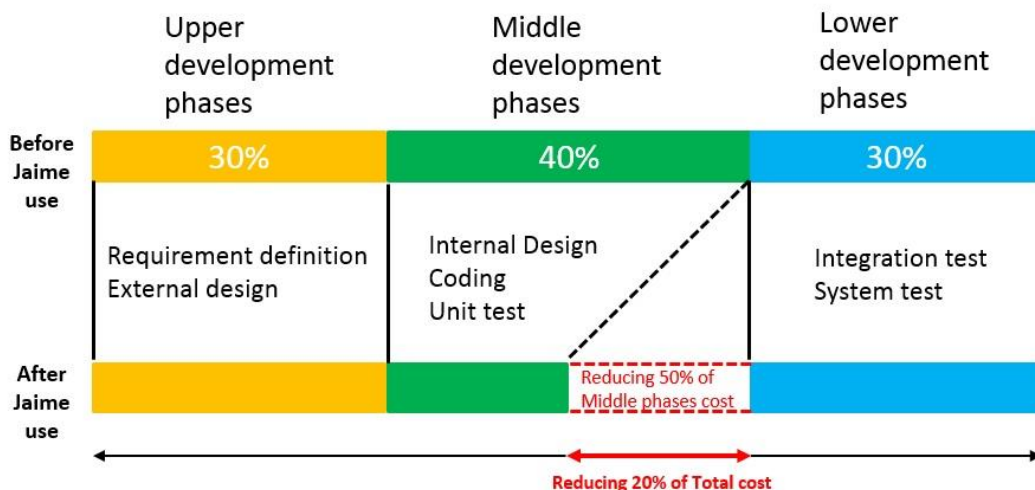 Upper
development
phases
Middle
development
phases
Lower
development
phases
Before
Jaime
use
30%
40%
30%
Requirement definition
External design
Internal Design
Coding
Unit test
Integration test
System test
After
Jaime
use
Reducing 50% of
Middle phases cost
Reducing 20% of Total cost